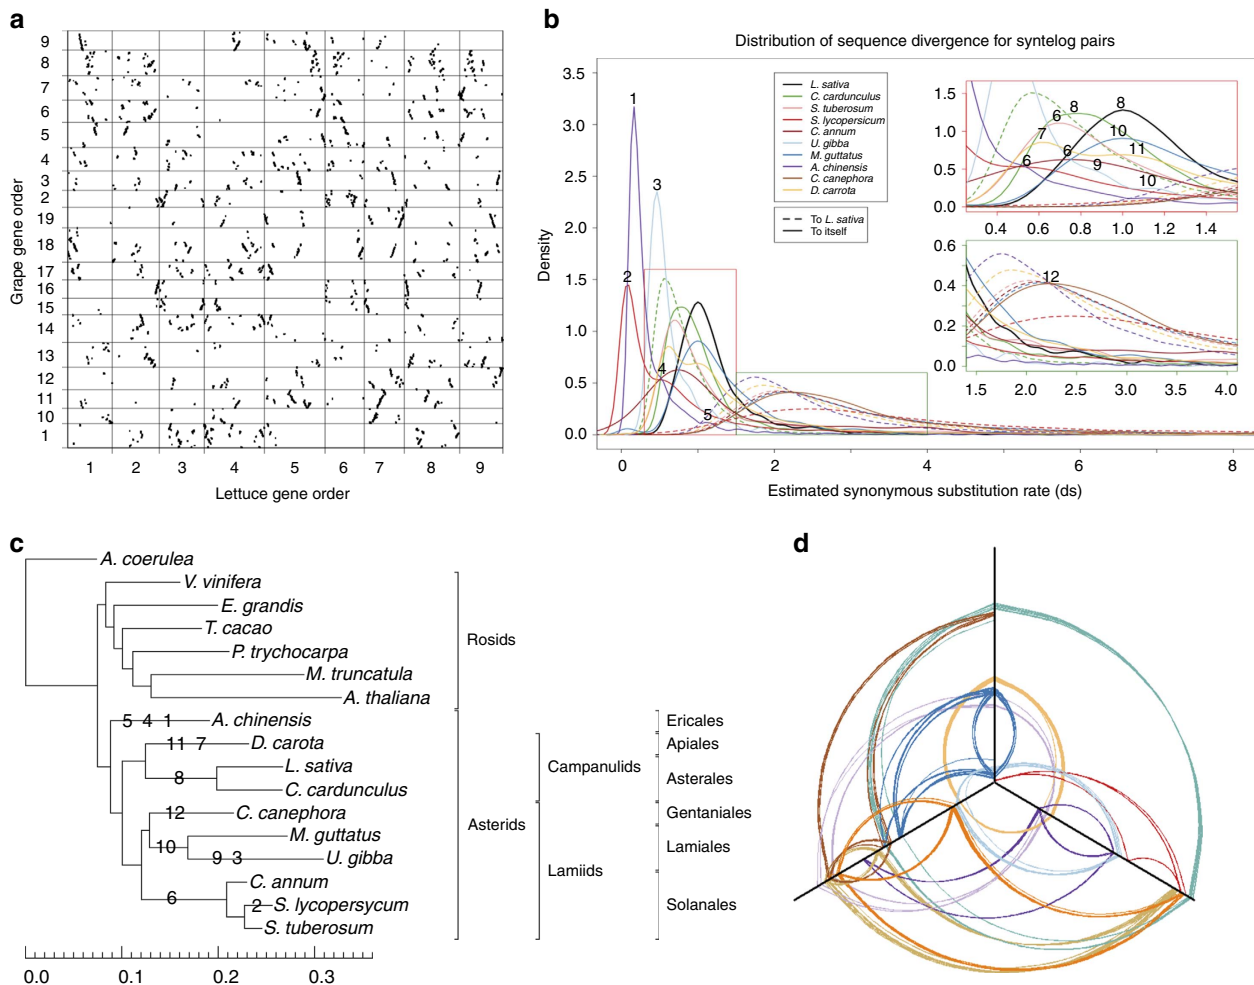 a
9
8
7
6
5
4
3
2
19
18
17
16
15
14
13
12
11
10
1
Grape gene order
1 2 3 4 5 6 7 8 9
Lettuce gene order
b
Distribution of sequence divergence for syntelog pairs
3.5
3.0
2.5
2.0
1.5
1.0
0.5
0.0
Density
0 2 4 6 8
Estimated synonymous substitution rate (ds)
1
2
3
4
5
L. sativa
C. cardunculus
S. tuberosum
S. lycopersicum
C. annum
U. gibba
M. guttatus
A. chinensis
C. canephora
D. carrota
To L. sativa
To itself
1.5
1.0
0.5
0.0
8 8
6
7
10
6 11
6 9
10
0.4 0.6 0.8 1.0 1.2 1.4
0.6
0.4
0.2
0.0
12
1.5 2.0 2.5 3.0 3.5 4.0
c
A. coerulea
V. vinifera
E. grandis
T. cacao
P. trychocarpa
M. truncatula
A. thaliana
5 4 1 A. chinensis
11 7 D. carota
L. sativa
8 C. cardunculus
12 C. canephora
M. guttatus
10
9 3 U. gibba
C. annum
6
2 S. lycopersycum
S. tuberosum
Rosids
Asterids
Campanulids
Lamiids
Ericales
Apiales
Asterales
Gentaniales
Lamiales
Solanales
0.0 0.1 0.2 0.3
d